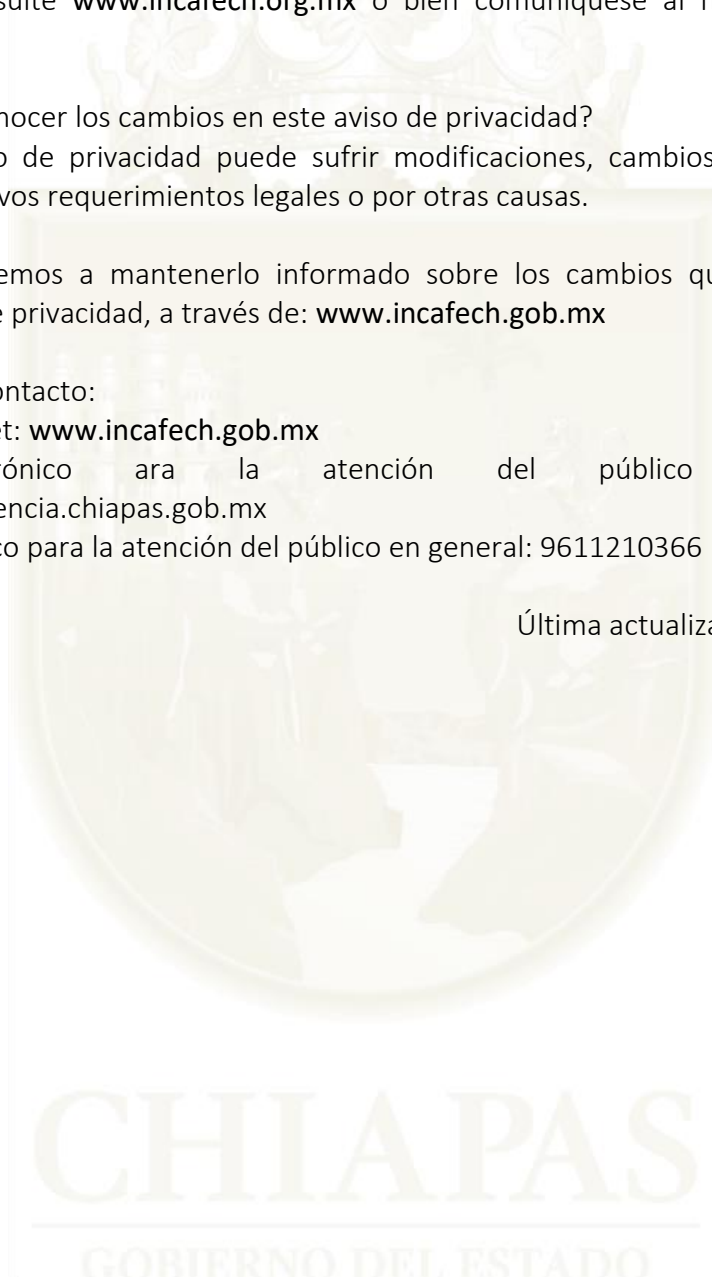 www.incafech.org.mx o bien comuníquese al
nocer los cambios en este aviso de privacidad?
o de privacidad puede sufrir modificaciones, cambios
vos requerimientos legales o por otras causas.
emos a mantenerlo informado sobre los cambios qu
e privacidad, a través de: www.incafech.gob.mx
ontacto:
et: www.incafech.gob.mx
rónico ara la atención del público
encia.chiapas.gob.mx
co para la atención del público en general: 9611210366
Última actualiza
CHIAPAS
GOBIERNO DEL ESTADO